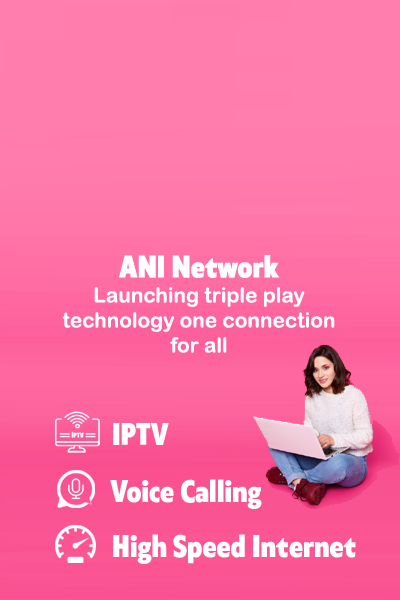 ANI Network
Launching triple play
technology one connection
for all
IPTV
IPTV
Voice Calling
High Speed Internet